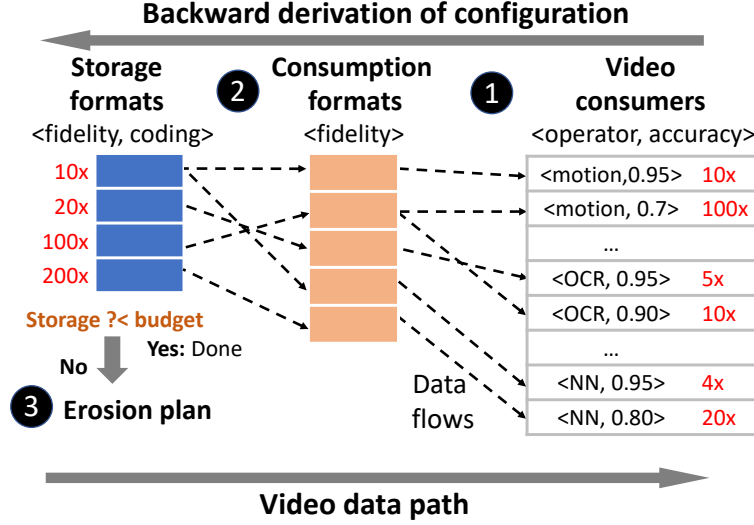 Backward derivation of configuration
Storage
formats
<fidelity, coding>
2
Consumption
formats
<fidelity>
1
Video
consumers
<operator, accuracy>
10x
20x
100x
200x
<motion,0.95> 10x
<motion, 0.7> 100x
...
<OCR, 0.95> 5x
<OCR, 0.90> 10x
...
<NN, 0.95> 4x
<NN, 0.80> 20x
Storage ?< budget
Yes: Done
No
3 Erosion plan
Data
flows
Video data path